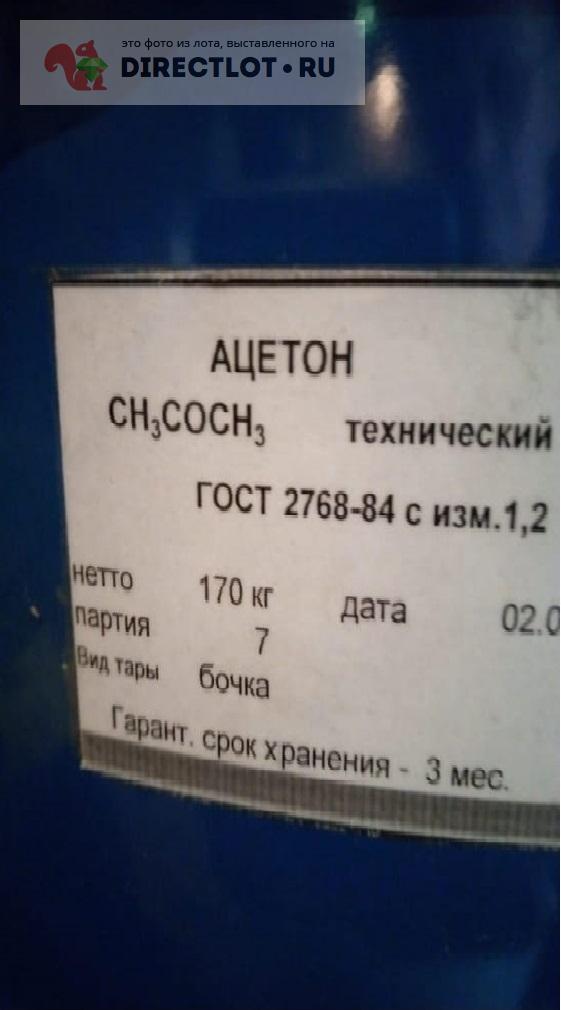 это фото из лота, выставленного на
DIRECTLOT•RU
АЦЕТОН
CH₃COCH₃ технический
ГОСТ 2768-84 с изм.1,2
нетто 170 кг дата 02.0
партия 7
Вид тары бочка
Гарант. срок хранения - 3 мес.